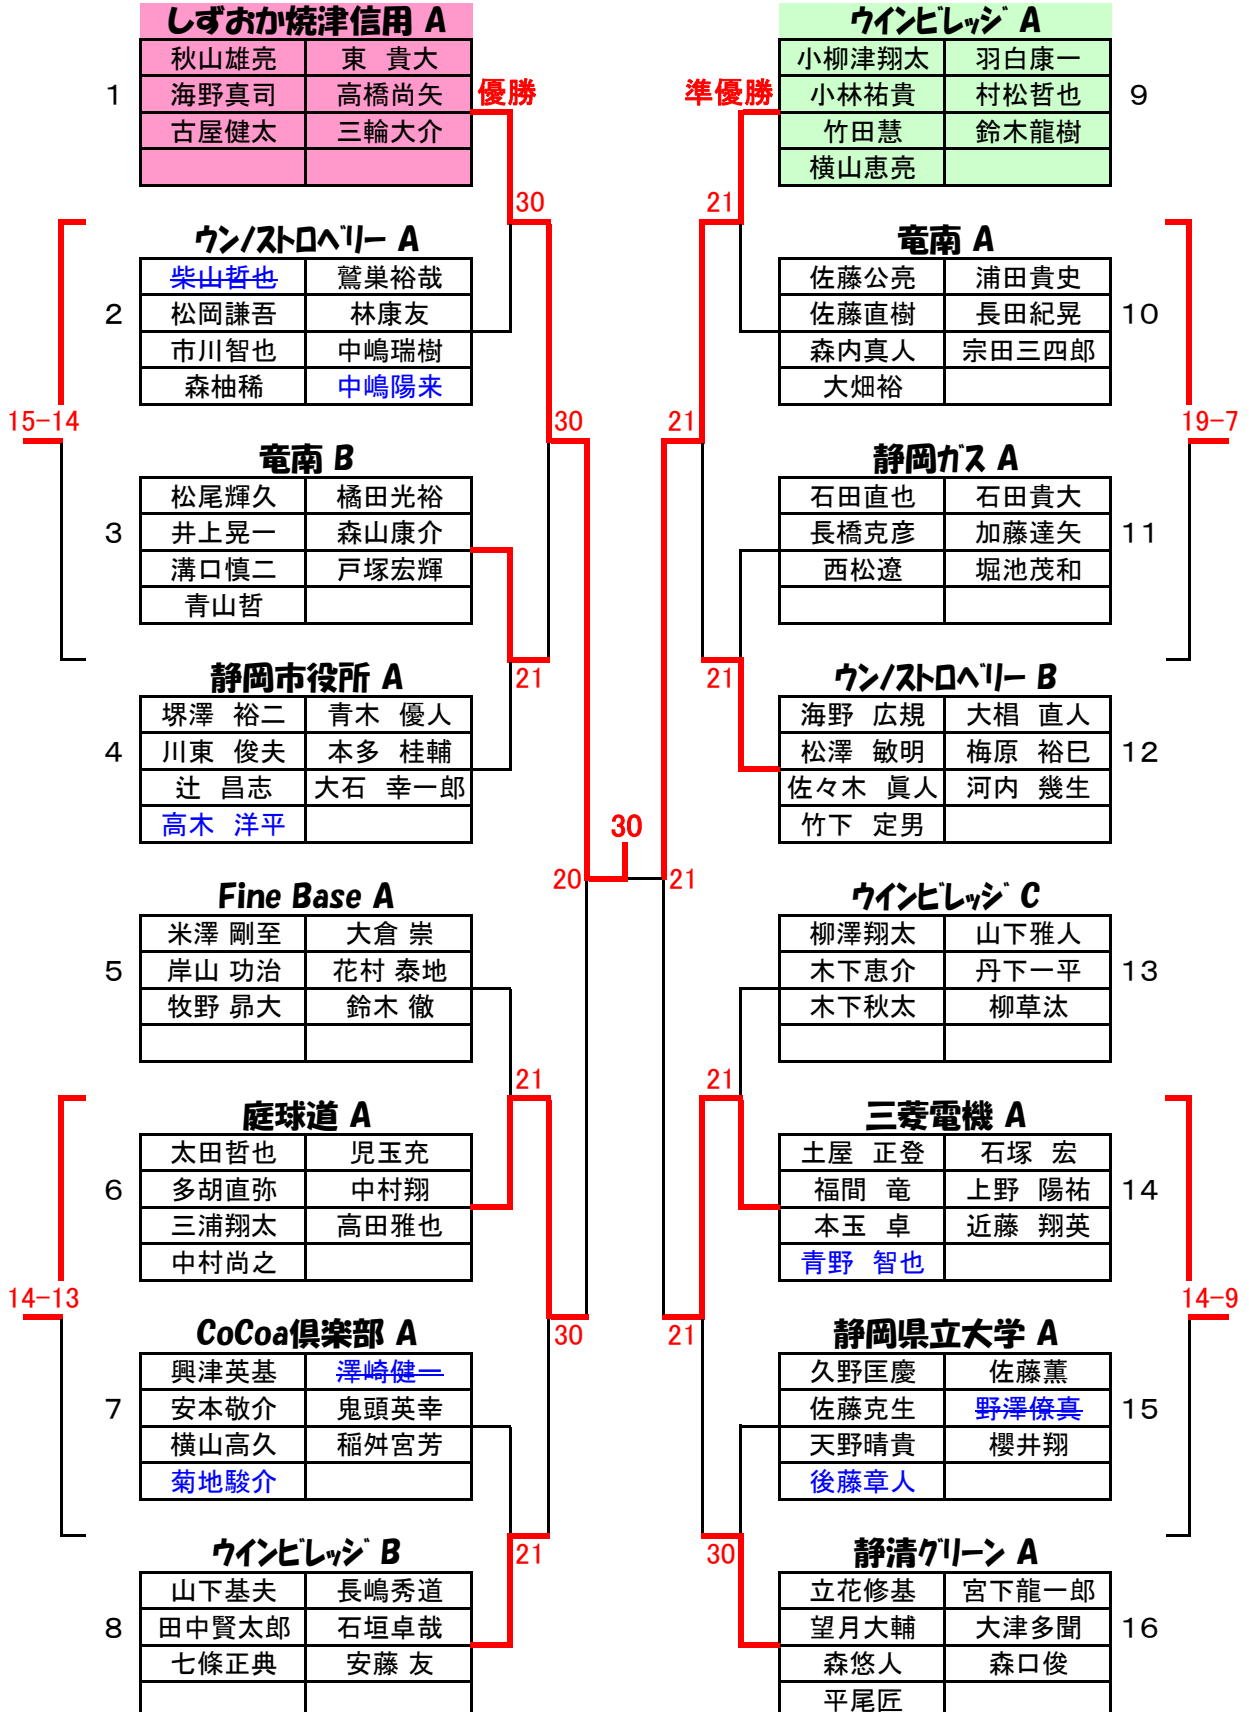 しずおか焼津信用 A
秋山雄亮 東 貴大
1 海野真司 高橋尚矢 優勝
古屋健太 三輪大介
30
ウン/ストロベリー A
柴山哲也 鷲巣裕哉
2 松岡謙吾 林康友
市川智也 中嶋瑞樹
森柚稀 中嶋陽来
15-14
30
竜南 B
松尾輝久 橘田光裕
3 井上晃一 森山康介
溝口慎二 戸塚宏輝
青山哲
21
静岡市役所 A
堺澤 裕二 青木 優人
4 川東 俊夫 本多 桂輔
辻 昌志 大石 幸一郎
高木 洋平
30
20
21
Fine Base A
米澤 剛至 大倉 崇
5 岸山 功治 花村 泰地
牧野 昴大 鈴木 徹
21
庭球道 A
太田哲也 児玉充
6 多胡直弥 中村翔
三浦翔太 高田雅也
中村尚之
14-13
30
CoCoa倶楽部 A
興津英基 澤崎健一
7 安本敬介 鬼頭英幸
横山高久 稲舛宮芳
菊地駿介
21
ウインビレッジ B
山下基夫 長嶋秀道
8 田中賢太郎 石垣卓哉
七條正典 安藤 友
ウインビレッジ A
小柳津翔太 羽白康一
準優勝 小林祐貴 村松哲也 9
竹田慧 鈴木龍樹
横山恵亮
21
竜南 A
佐藤公亮 浦田貴史
佐藤直樹 長田紀晃 10
森内真人 宗田三四郎
大畑裕
21
19-7
静岡ガス A
石田直也 石田貴大
長橋克彦 加藤達矢 11
西松遼 堀池茂和
21
ウン/ストロベリー B
海野 広規 大椙 直人
松澤 敏明 梅原 裕巳 12
佐々木 眞人 河内 幾生
竹下 定男
ウインビレッジ C
柳澤翔太 山下雅人
木下恵介 丹下一平 13
木下秋太 柳草汰
21
三菱電機 A
土屋 正登 石塚 宏
福間 竜 上野 陽祐 14
本玉 卓 近藤 翔英
青野 智也
14-9
21
静岡県立大学 A
久野匡慶 佐藤薫
佐藤克生 野澤僚真 15
天野晴貴 櫻井翔
後藤章人
30
静清グリーン A
立花修基 宮下龍一郎
望月大輔 大津多聞 16
森悠人 森口俊
平尾匠